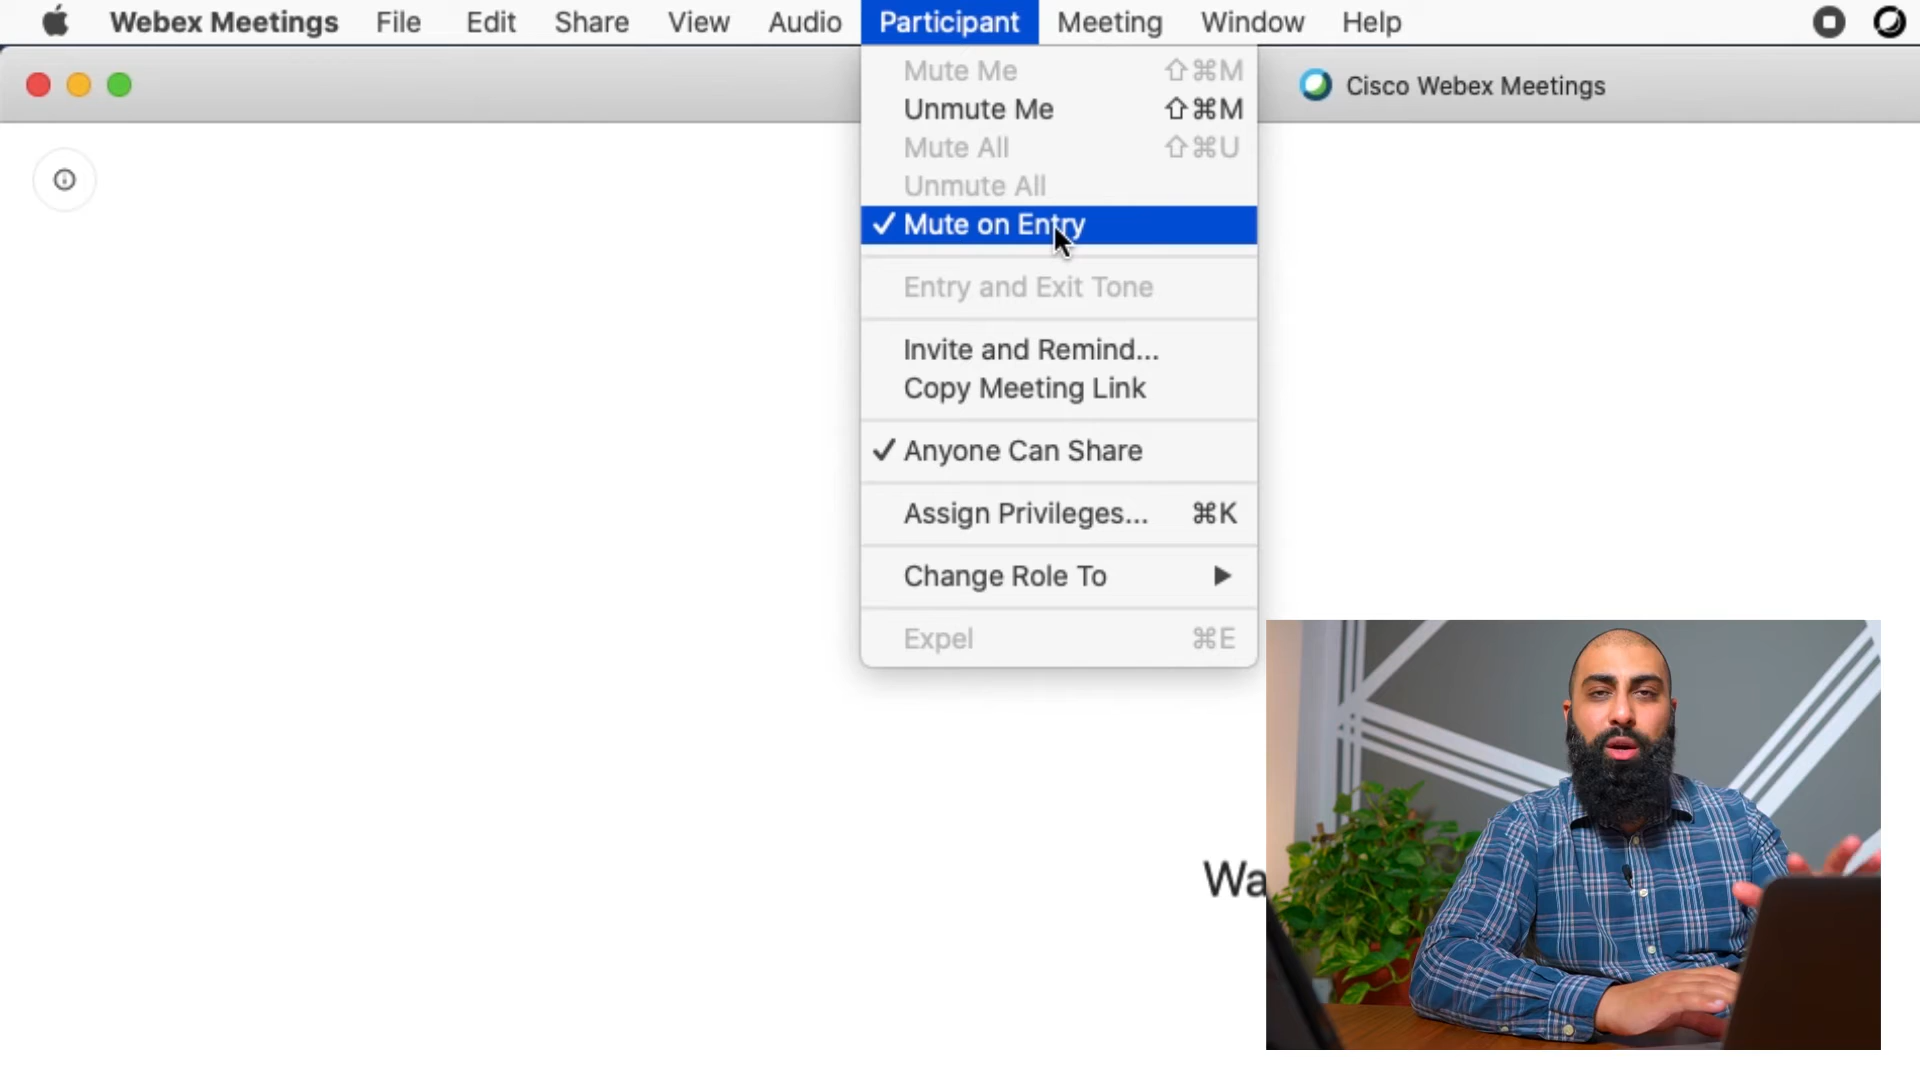 Webex Meetings File Edit Share View Audio Participant Meeting Window Help
Cisco Webex Meetings
Mute Me ⇧⌘M
Unmute Me ⇧⌘M
Mute All ⇧⌘U
Unmute All
✓ Mute on Entry
Entry and Exit Tone
Invite and Remind...
Copy Meeting Link
✓ Anyone Can Share
Assign Privileges... ⌘K
Change Role To ▶
Expel ⌘E
Wa